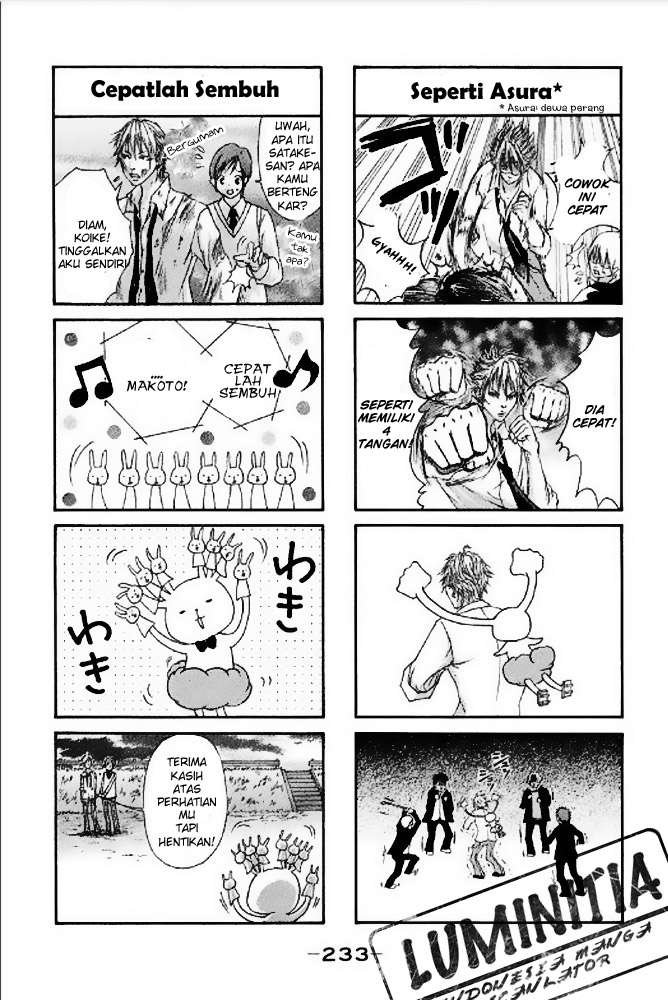 Seperti Asura*
* Asura: dewa perang
COWOK
INI
CEPAT
GYAHHH!
DIA
CEPAT!
SEPERTI
MEMILIKI
4
TANGAN!
Cepatlah Sembuh
UWAH,
APA ITU
SATAKE-
SAN? APA
KAMU
BERTENG
KAR?
Bergumam
DIAM,
KOIKE!
TINGGALKAN
AKU SENDIRI
Kamu
tak
apa?
CEPAT
LAH
SEMBUH
....
MAKOTO!
わき
わき
TERIMA
KASIH
ATAS
PERHATIAN
MU
TAPI
HENTIKAN!
-233-
LUMINITIA
INDONESIA MANGA
SCANLATOR